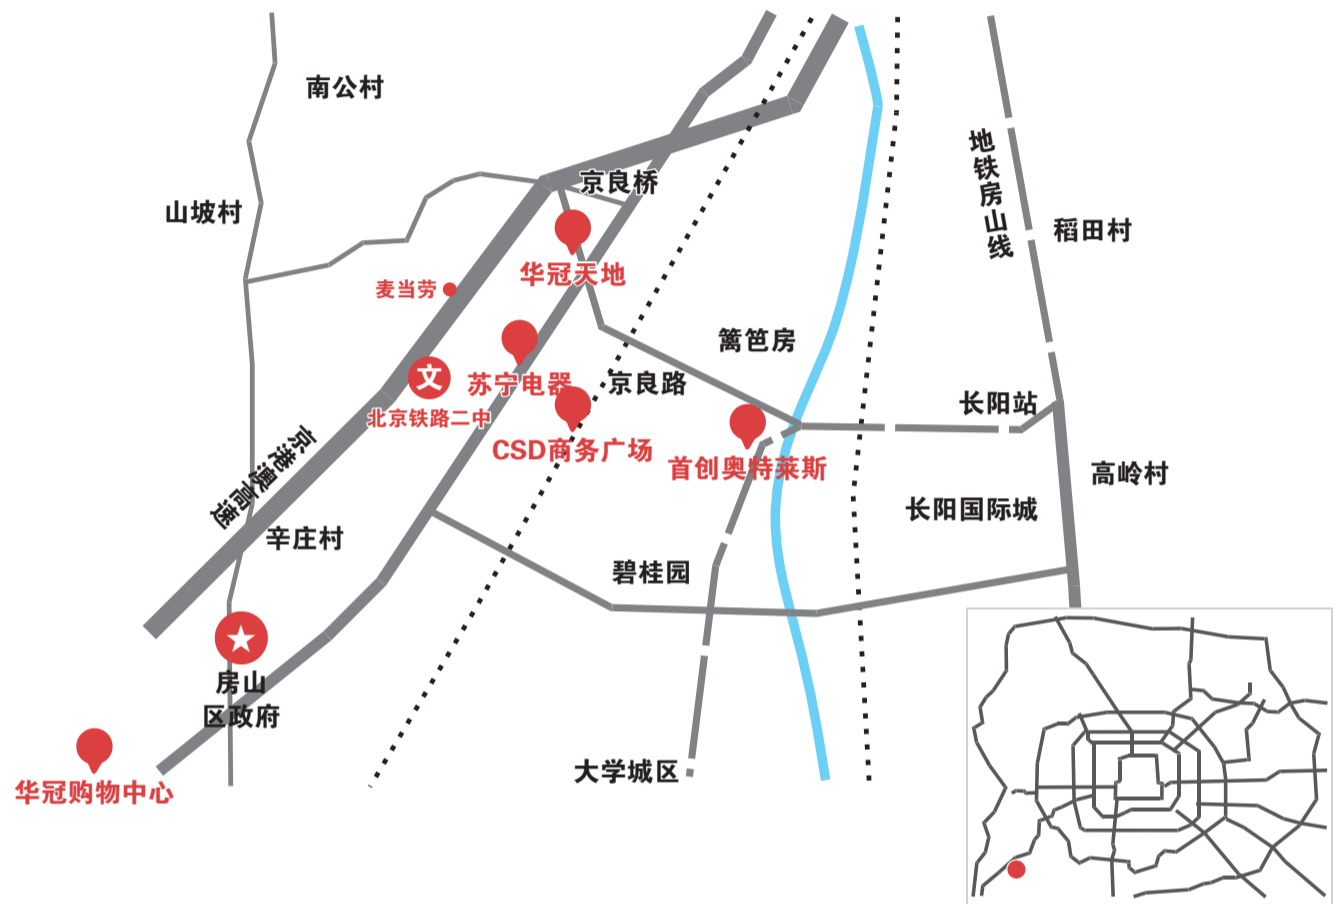 南公村
地铁房山线
京良桥
山坡村
稻田村
华冠天地
麦当劳
篱笆房
文
苏宁电器
京良路
长阳站
北京铁路二中
CSD商务广场
首创奥特莱斯
高岭村
京港澳高速
长阳国际城
辛庄村
碧桂园
房山
区政府
大学城区
华冠购物中心